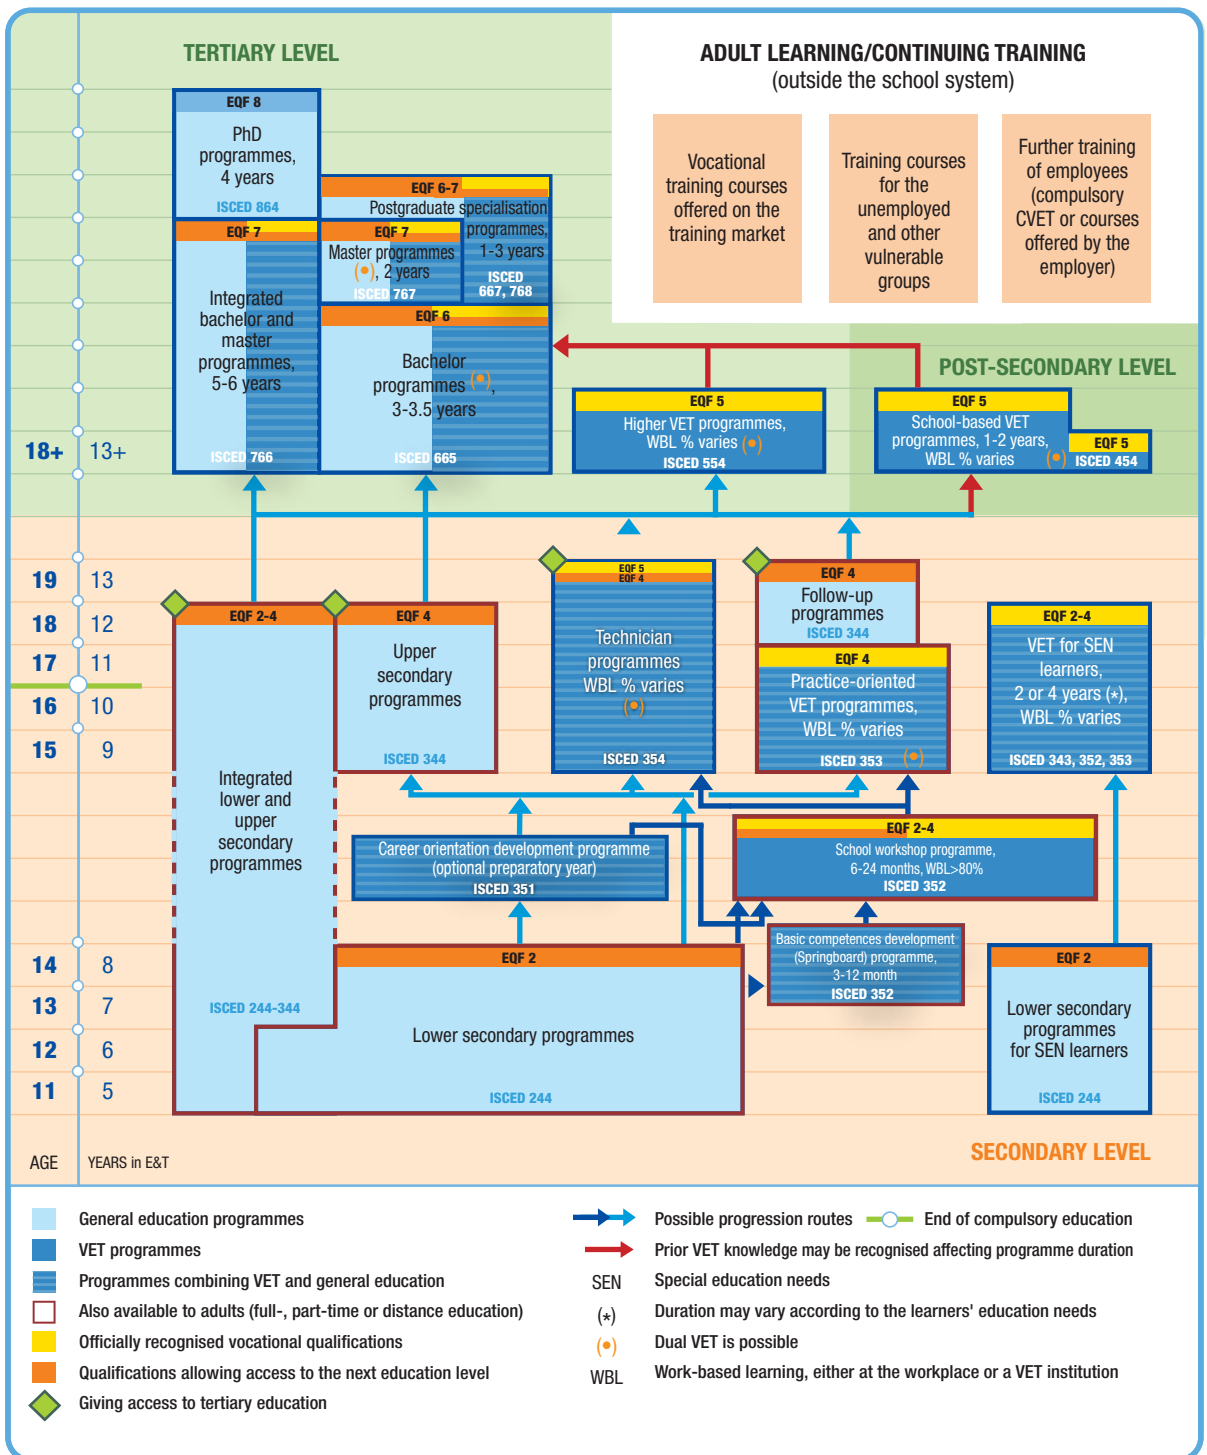 TERTIARY LEVEL
ADULT LEARNING/CONTINUING TRAINING
(outside the school system)
Vocational
training courses
offered on the
training market
Training courses
for the
unemployed
and other
vulnerable
groups
Further training
of employees
(compulsory
CVET or courses
offered by the
employer)
EQF 8
PhD
programmes,
4 years
ISCED 864
EQF 6-7
Postgraduate specialisation
programmes,
1-3 years
ISCED
667, 768
EQF 7
Integrated
bachelor and
master
programmes,
5-6 years
ISCED 766
EQF 7
Master programmes
(•), 2 years
ISCED 767
EQF 6
Bachelor
programmes (•),
3-3.5 years
ISCED 665
POST-SECONDARY LEVEL
EQF 5
Higher VET programmes,
WBL % varies (•)
ISCED 554
EQF 5
School-based VET
programmes, 1-2 years,
WBL % varies (•)
EQF 5
ISCED 454
18+ 13+
19 13
18 12
17 11
16 10
15 9
14 8
13 7
12 6
11 5
AGE YEARS in E&T
EQF 2-4
Integrated
lower and
upper
secondary
programmes
ISCED 244-344
EQF 4
Upper
secondary
programmes
ISCED 344
EQF 5
EQF 4
Technician
programmes
WBL % varies
(•)
ISCED 354
EQF 4
Follow-up
programmes
ISCED 344
EQF 4
Practice-oriented
VET programmes,
WBL % varies
ISCED 353 (•)
EQF 2-4
VET for SEN
learners,
2 or 4 years (*),
WBL % varies
ISCED 343, 352, 353
Career orientation development programme
(optional preparatory year)
ISCED 351
EQF 2-4
School workshop programme,
6-24 months, WBL>80%
ISCED 352
Basic competences development
(Springboard) programme,
3-12 month
ISCED 352
EQF 2
Lower secondary programmes
ISCED 244
EQF 2
Lower secondary
programmes
for SEN learners
ISCED 244
SECONDARY LEVEL
General education programmes
VET programmes
Programmes combining VET and general education
Also available to adults (full-, part-time or distance education)
Officially recognised vocational qualifications
Qualifications allowing access to the next education level
Giving access to tertiary education
Possible progression routes
End of compulsory education
Prior VET knowledge may be recognised affecting programme duration
SEN Special education needs
(*) Duration may vary according to the learners' education needs
(•) Dual VET is possible
WBL Work-based learning, either at the workplace or a VET institution